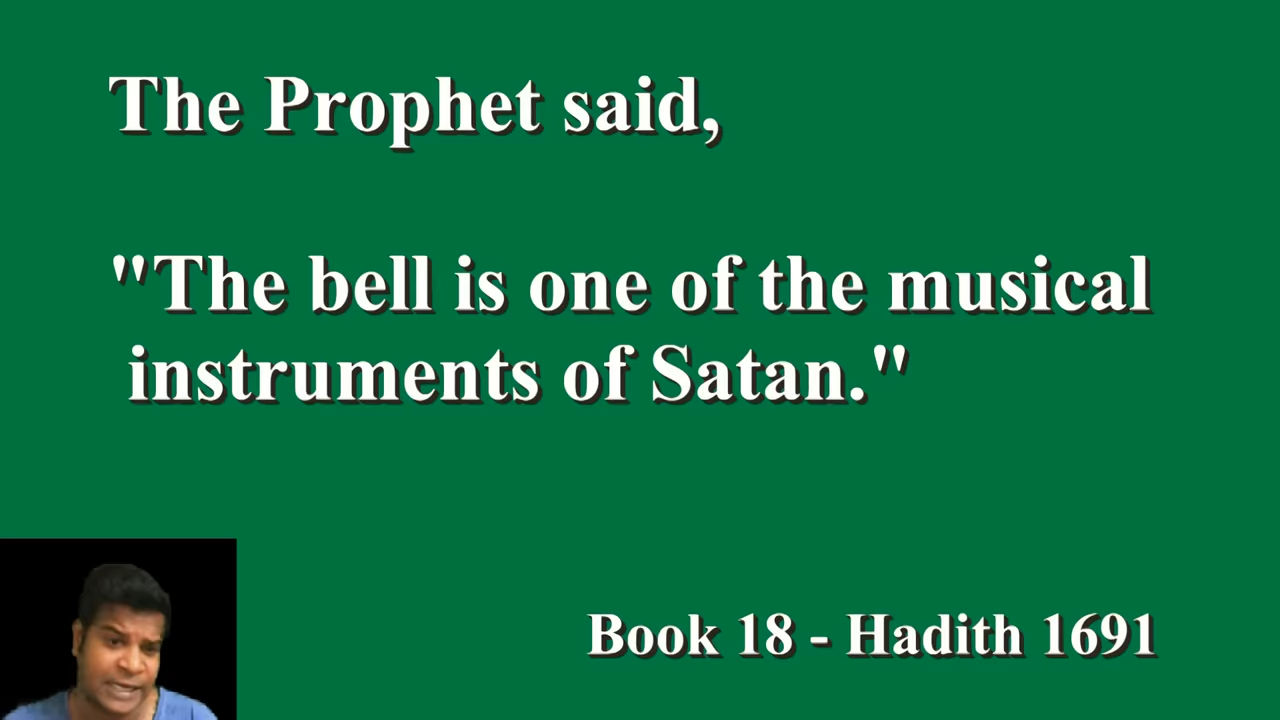 The Prophet said,
"The bell is one of the musical
instruments of Satan."
Book 18 - Hadith 1691